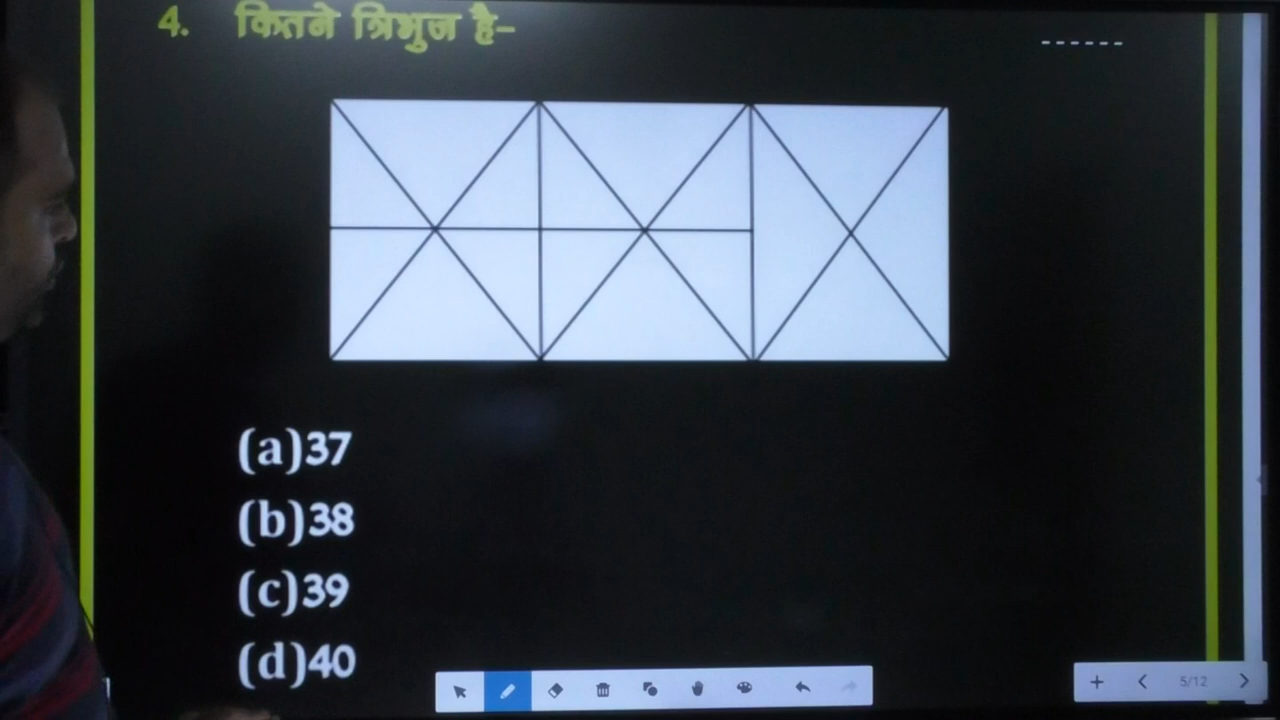 4. कितने त्रिभुज है–
------
(a)37
(b)38
(c)39
(d)40
5/12